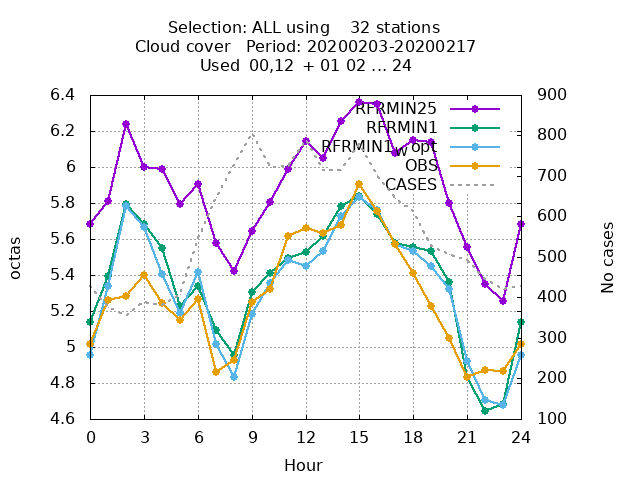 Selection: ALL using    32 stations
Cloud cover   Period: 20200203-20200217
Used  00,12  + 01 02 ... 24
6.4
6.2
6
5.8
5.6
5.4
5.2
5
4.8
4.6
octas
900
800
700
600
500
400
300
200
100
No cases
RFRMIN25
RFRMIN1
OBS
CASES
0
3
6
9
12
15
18
21
24
Hour